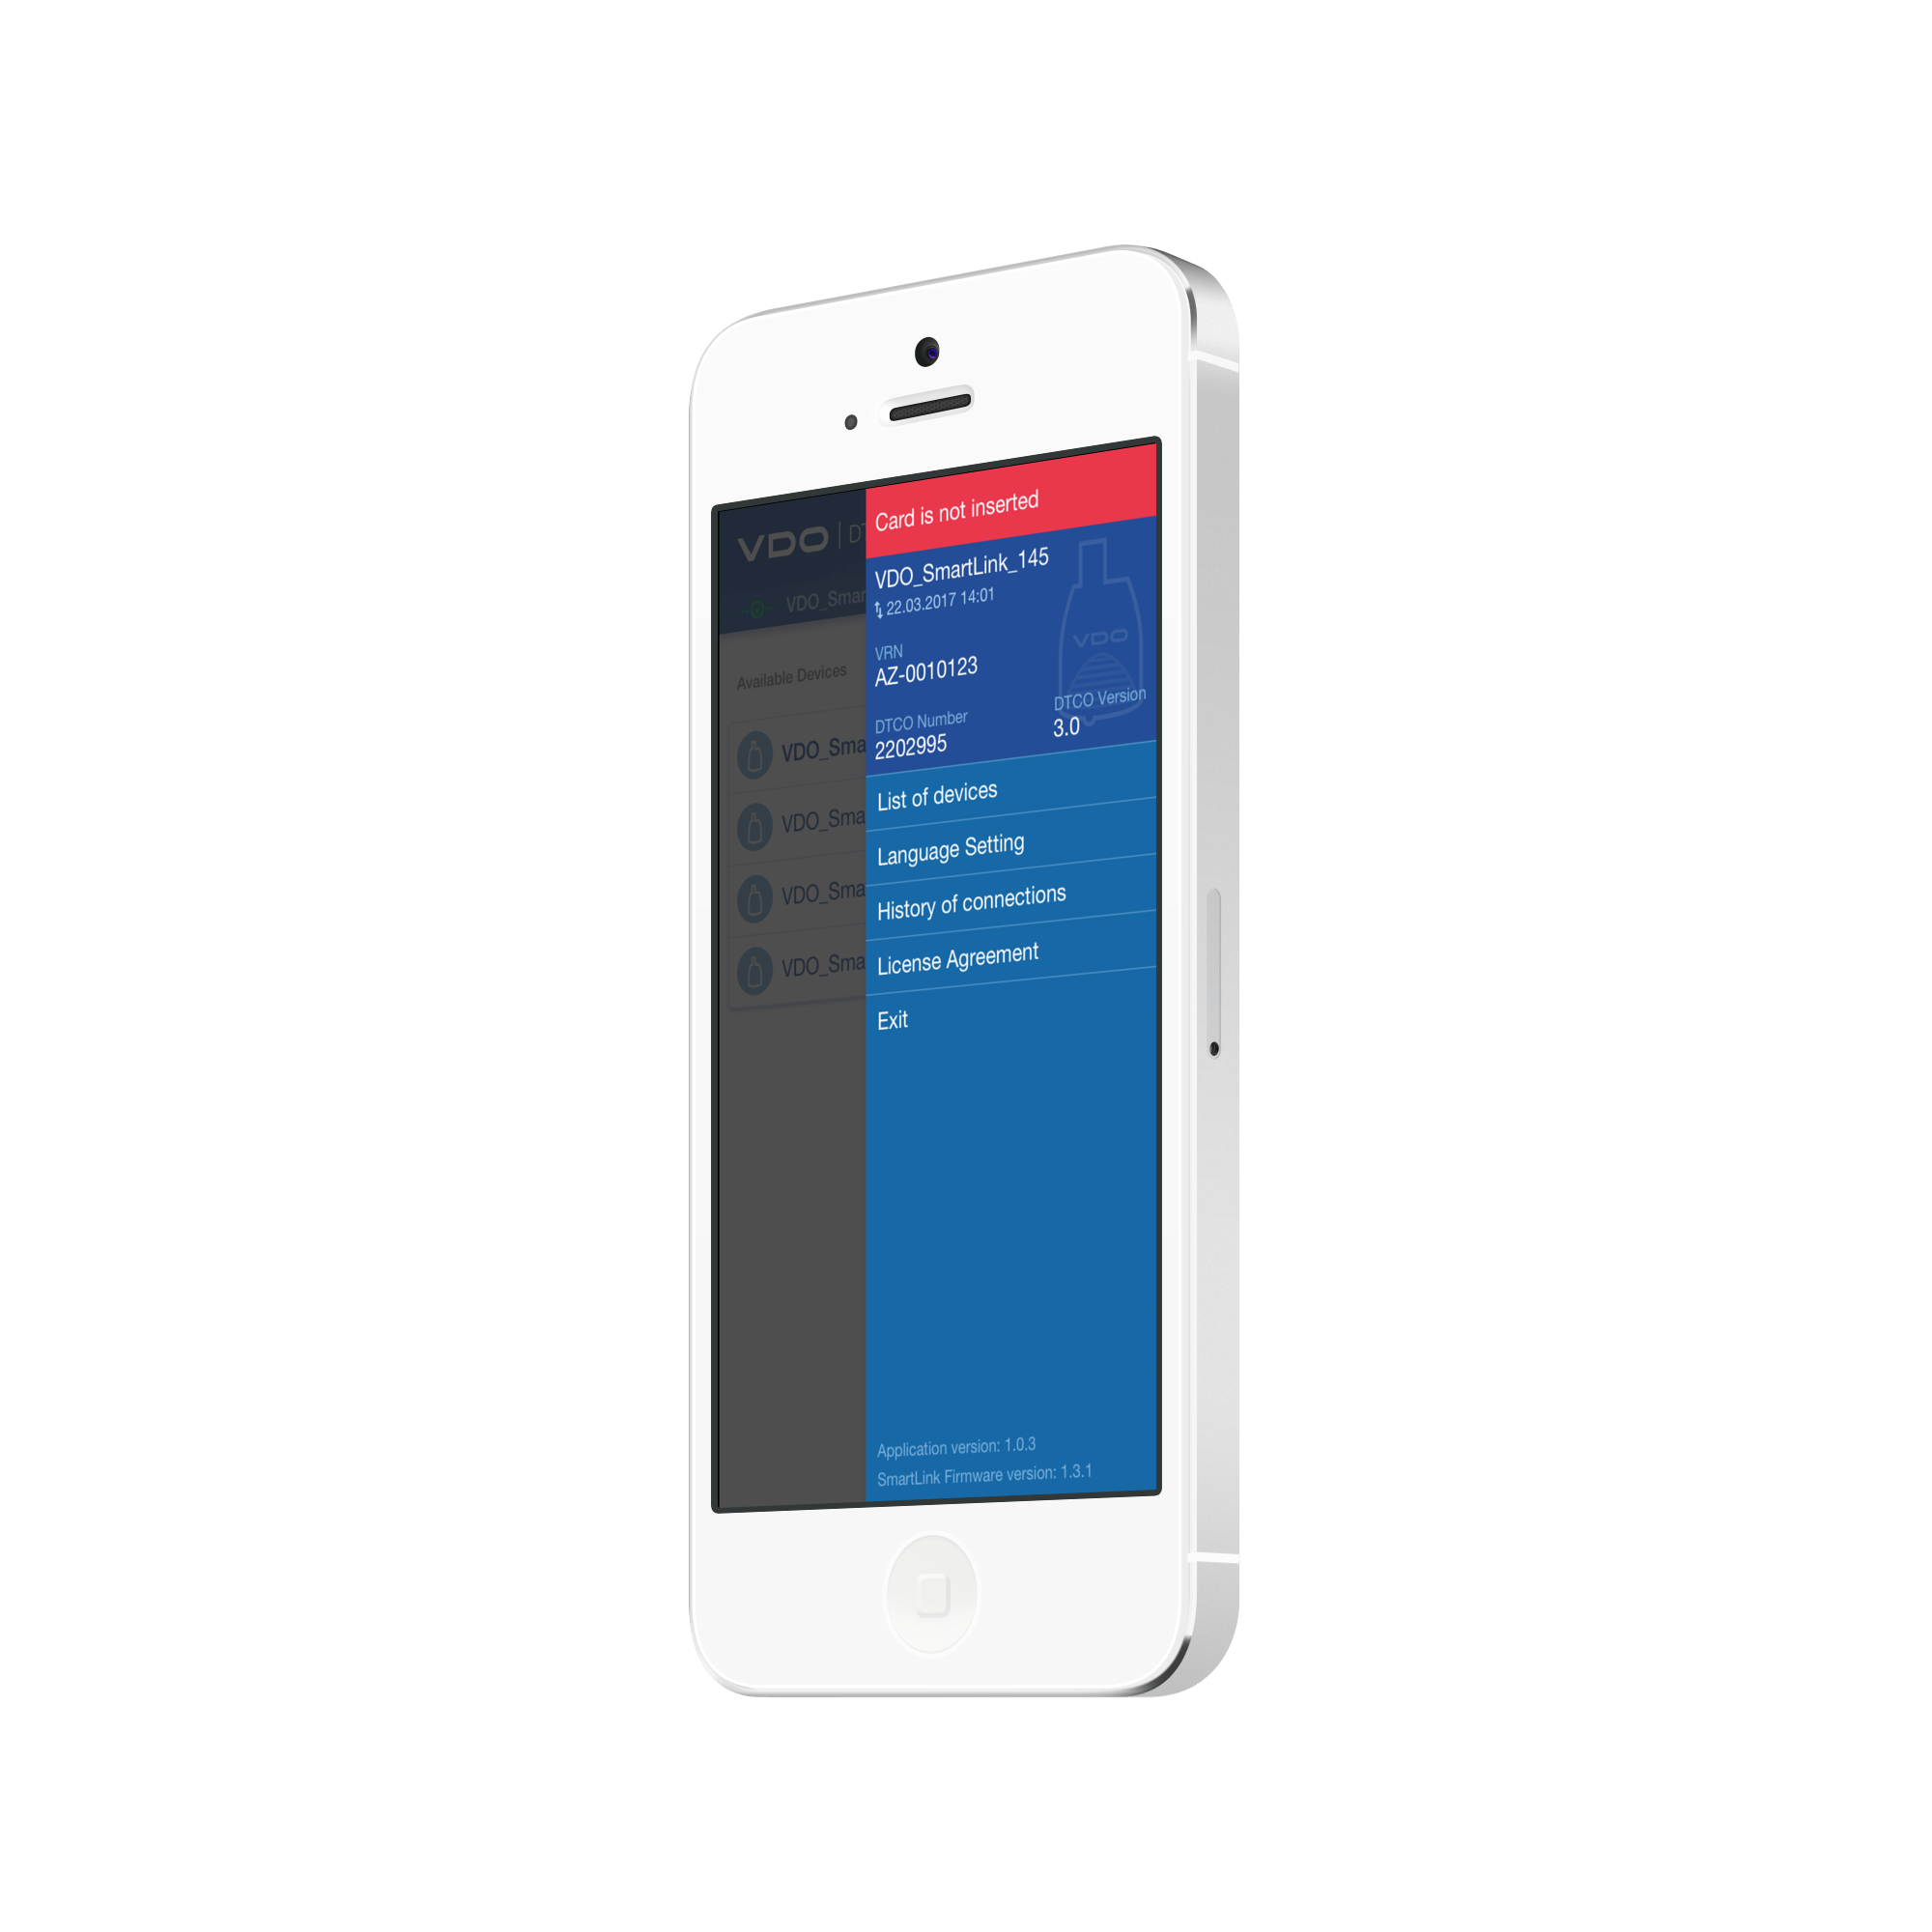 VDO | DT
VDO_Smar
Available Devices
VDO_Sma
VDO_Sma
VDO_Sma
VDO_Sma
Card is not inserted
VDO_SmartLink_145
22.03.2017 14:01
VRN
AZ-0010123
VDO
DTCO Number
2202995
DTCO Version
3.0
List of devices
Language Setting
History of connections
License Agreement
Exit
Application version: 1.0.3
SmartLink Firmware version: 1.3.1